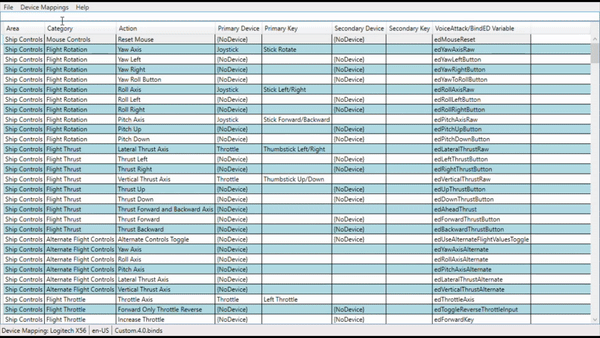 File Device Mappings Help
Area Category Action Primary Device Primary Key Secondary Device Secondary Key VoiceAttack/BindED Variable
Ship Controls Mouse Controls Reset Mouse {NoDevice} {NoDevice} edMouseReset
Ship Controls Flight Rotation Yaw Axis Joystick Stick Rotate edYawAxisRaw
Ship Controls Flight Rotation Yaw Left {NoDevice} {NoDevice} edYawLeftButton
Ship Controls Flight Rotation Yaw Right {NoDevice} {NoDevice} edYawRightButton
Ship Controls Flight Rotation Yaw Roll Button {NoDevice} {NoDevice} edYawToRollButton
Ship Controls Flight Rotation Roll Axis Joystick Stick Left/Right edRollAxisRaw
Ship Controls Flight Rotation Roll Left {NoDevice} {NoDevice} edRollLeftButton
Ship Controls Flight Rotation Roll Right {NoDevice} {NoDevice} edRollRightButton
Ship Controls Flight Rotation Pitch Axis Joystick Stick Forward/Backward edPitchAxisRaw
Ship Controls Flight Rotation Pitch Up {NoDevice} {NoDevice} edPitchUpButton
Ship Controls Flight Rotation Pitch Down {NoDevice} {NoDevice} edPitchDownButton
Ship Controls Flight Thrust Lateral Thrust Axis Throttle Thumbstick Left/Right edLateralThrustRaw
Ship Controls Flight Thrust Thrust Left {NoDevice} {NoDevice} edLeftThrustButton
Ship Controls Flight Thrust Thrust Right {NoDevice} {NoDevice} edRightThrustButton
Ship Controls Flight Thrust Vertical Thrust Axis Throttle Thumbstick Up/Down edVerticalThrustRaw
Ship Controls Flight Thrust Thrust Up {NoDevice} {NoDevice} edUpThrustButton
Ship Controls Flight Thrust Thrust Down {NoDevice} {NoDevice} edDownThrustButton
Ship Controls Flight Thrust Thrust Forward and Backward Axis {NoDevice} edAheadThrust
Ship Controls Flight Thrust Thrust Forward {NoDevice} {NoDevice} edForwardThrustButton
Ship Controls Flight Thrust Thrust Backward {NoDevice} {NoDevice} edBackwardThrustButton
Ship Controls Alternate Flight Controls Alternate Controls Toggle {NoDevice} {NoDevice} edUseAlternateFlightValuesToggle
Ship Controls Alternate Flight Controls Yaw Axis {NoDevice} edYawAxisAlternate
Ship Controls Alternate Flight Controls Roll Axis {NoDevice} edRollAxisAlternate
Ship Controls Alternate Flight Controls Pitch Axis {NoDevice} edPitchAxisAlternate
Ship Controls Alternate Flight Controls Lateral Thrust Axis {NoDevice} edLateralThrustAlternate
Ship Controls Alternate Flight Controls Vertical Thrust Axis {NoDevice} edVerticalThrustAlternate
Ship Controls Flight Throttle Throttle Axis Throttle Left Throttle edThrottleAxis
Ship Controls Flight Throttle Forward Only Throttle Reverse {NoDevice} {NoDevice} edToggleReverseThrottleInput
Ship Controls Flight Throttle Increase Throttle {NoDevice} {NoDevice} edForwardKey
Device Mapping: Logitech X56 en-US Custom.4.0.binds